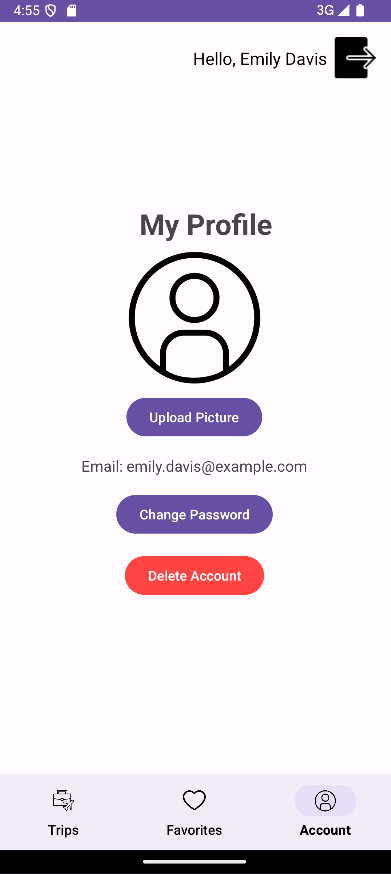 4:55
3G
Hello, Emily Davis
My Profile
Upload Picture
Email: emily.davis@example.com
Change Password
Delete Account
Trips
Favorites
Account